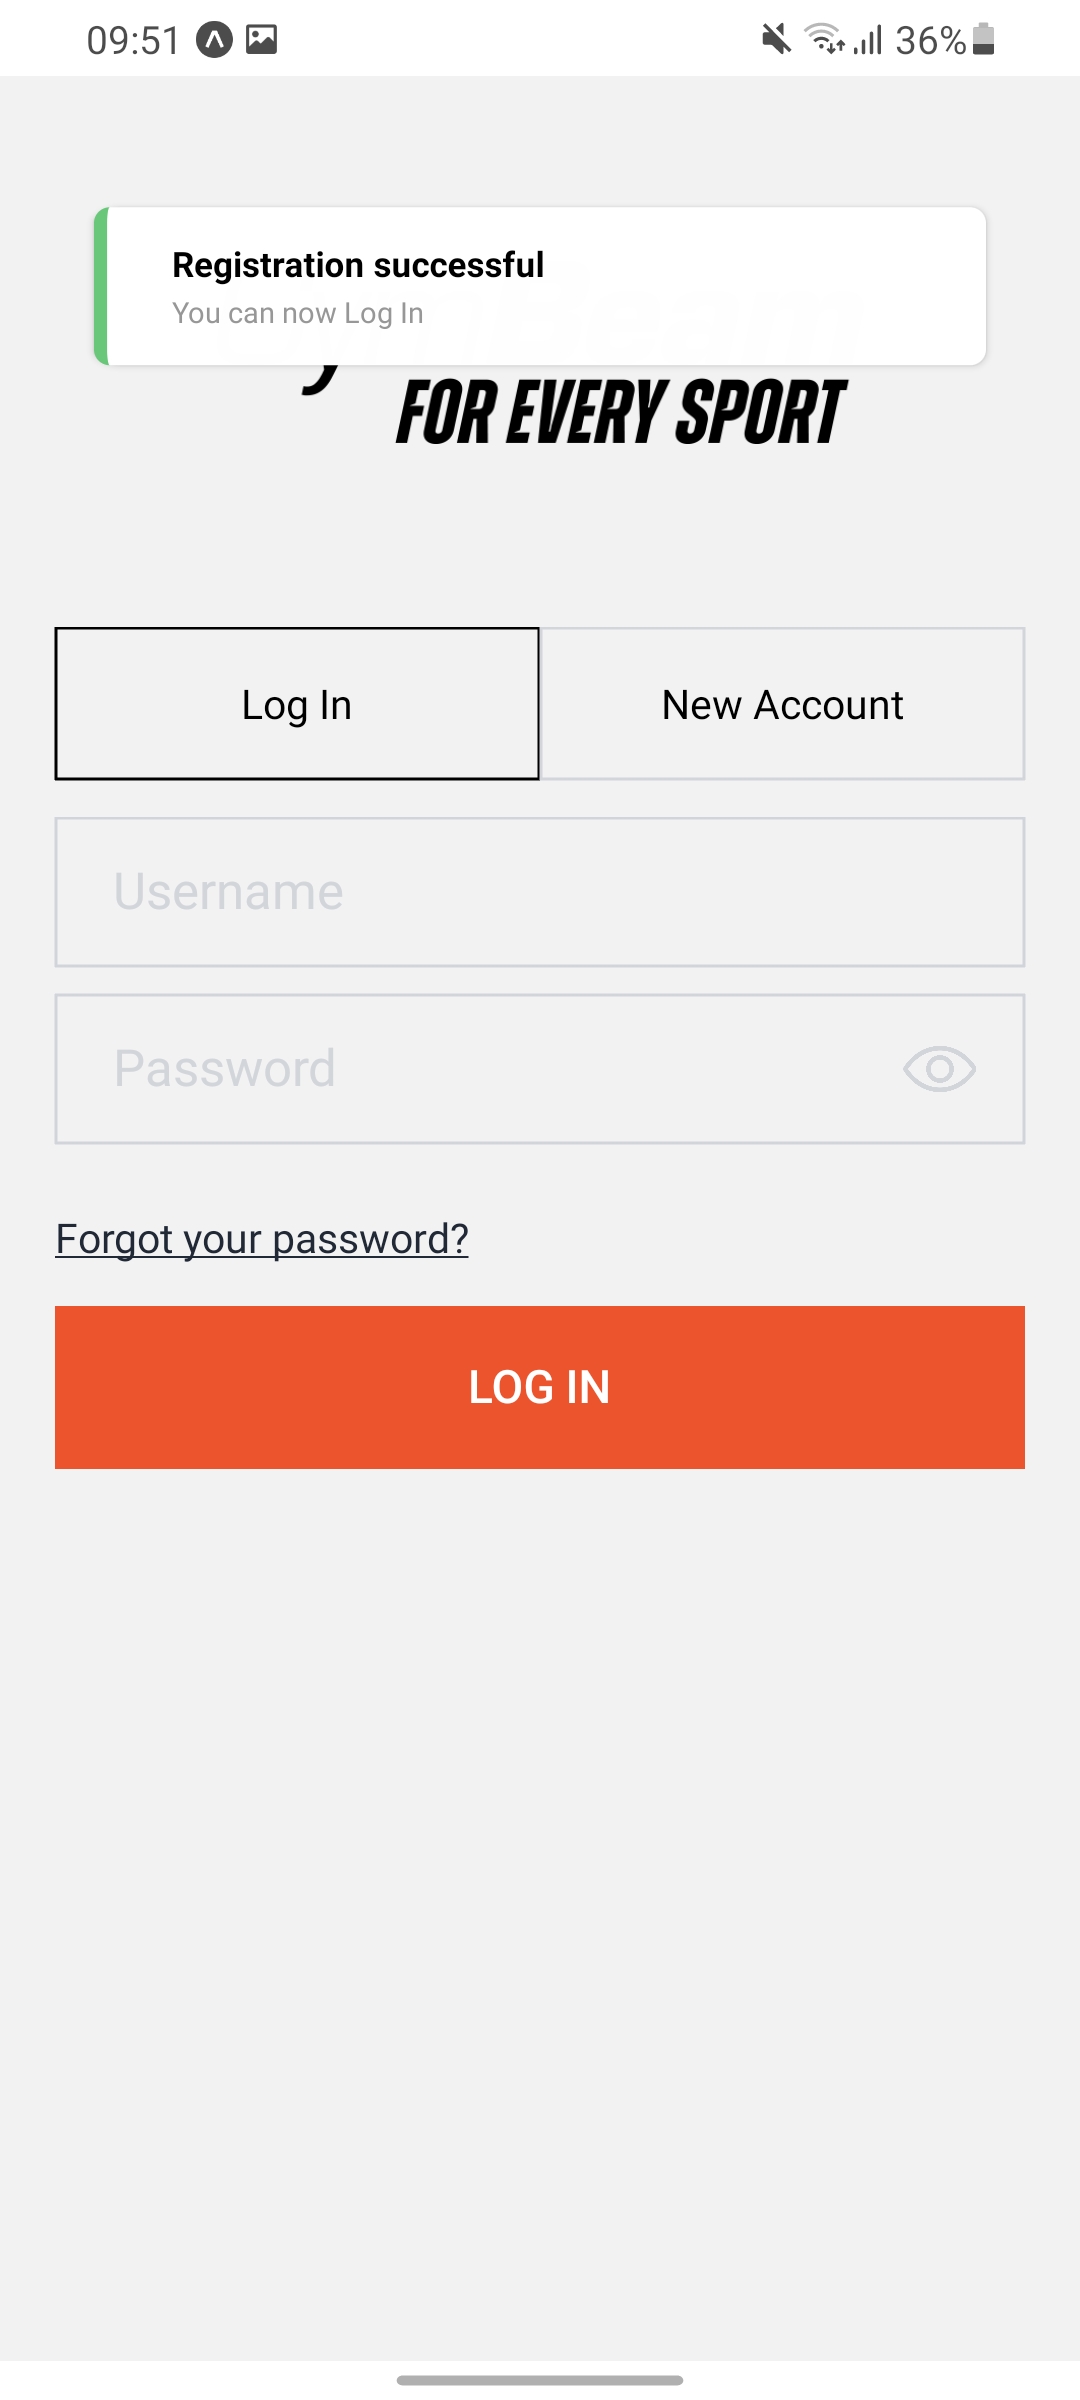 09:51
36%
Registration successful
You can now Log In
FOR EVERY SPORT
Log In
New Account
Username
Password
Forgot your password?
LOG IN